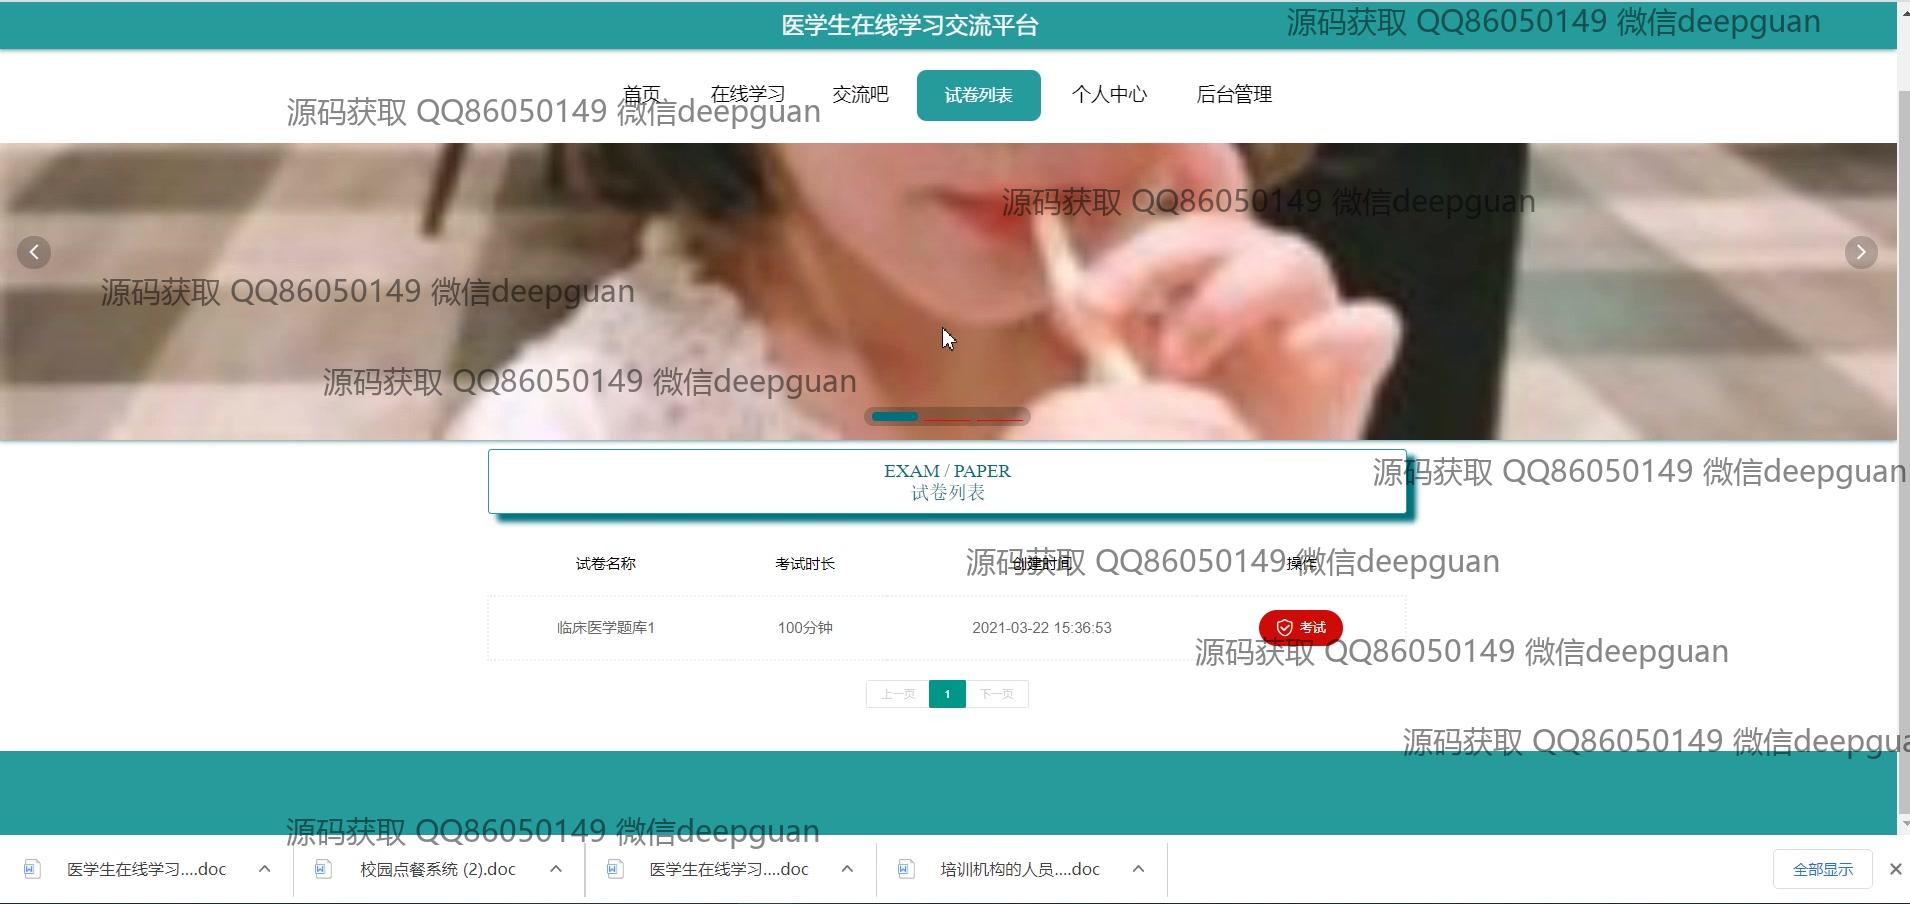 医学生在线学习交流平台
源码获取 QQ86050149 微信deepguan
首页 在线学习 交流吧 试卷列表 个人中心 后台管理
源码获取 QQ86050149 微信deepguan
源码获取 QQ86050149 微信deepguan
源码获取 QQ86050149 微信deepguan
源码获取 QQ86050149 微信deepguan
EXAM / PAPER
源码获取 QQ86050149 微信deepguan
试卷列表
试卷名称 考试时长 创建时间 操作
源码获取 QQ86050149 微信deepguan
临床医学题库1 100分钟 2021-03-22 15:36:53 考试
源码获取 QQ86050149 微信deepguan
上一页 1 下一页
源码获取 QQ86050149 微信deepgua
源码获取 QQ86050149 微信deepguan
医学生在线学习....doc 校园点餐系统 (2).doc 医学生在线学习....doc 培训机构的人员....doc 全部显示